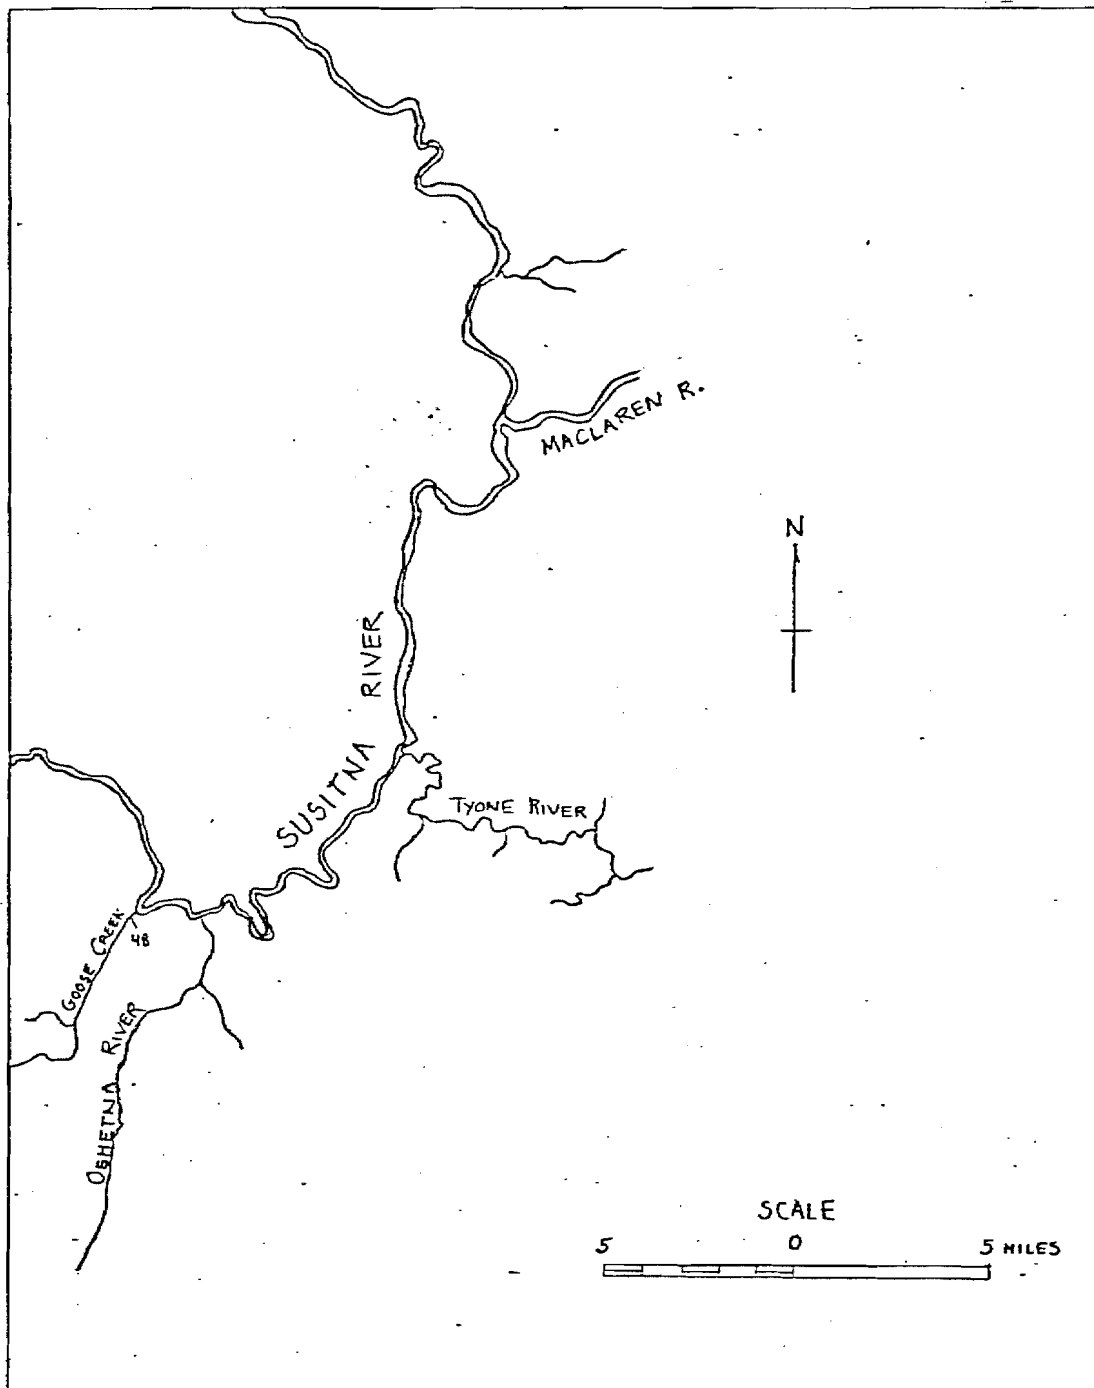 MACLAREN R.
N
SUSITNA RIVER
TYONE RIVER
GOOSE CREEK
48
OSHETNA RIVER
SCALE
5 0 5 MILES